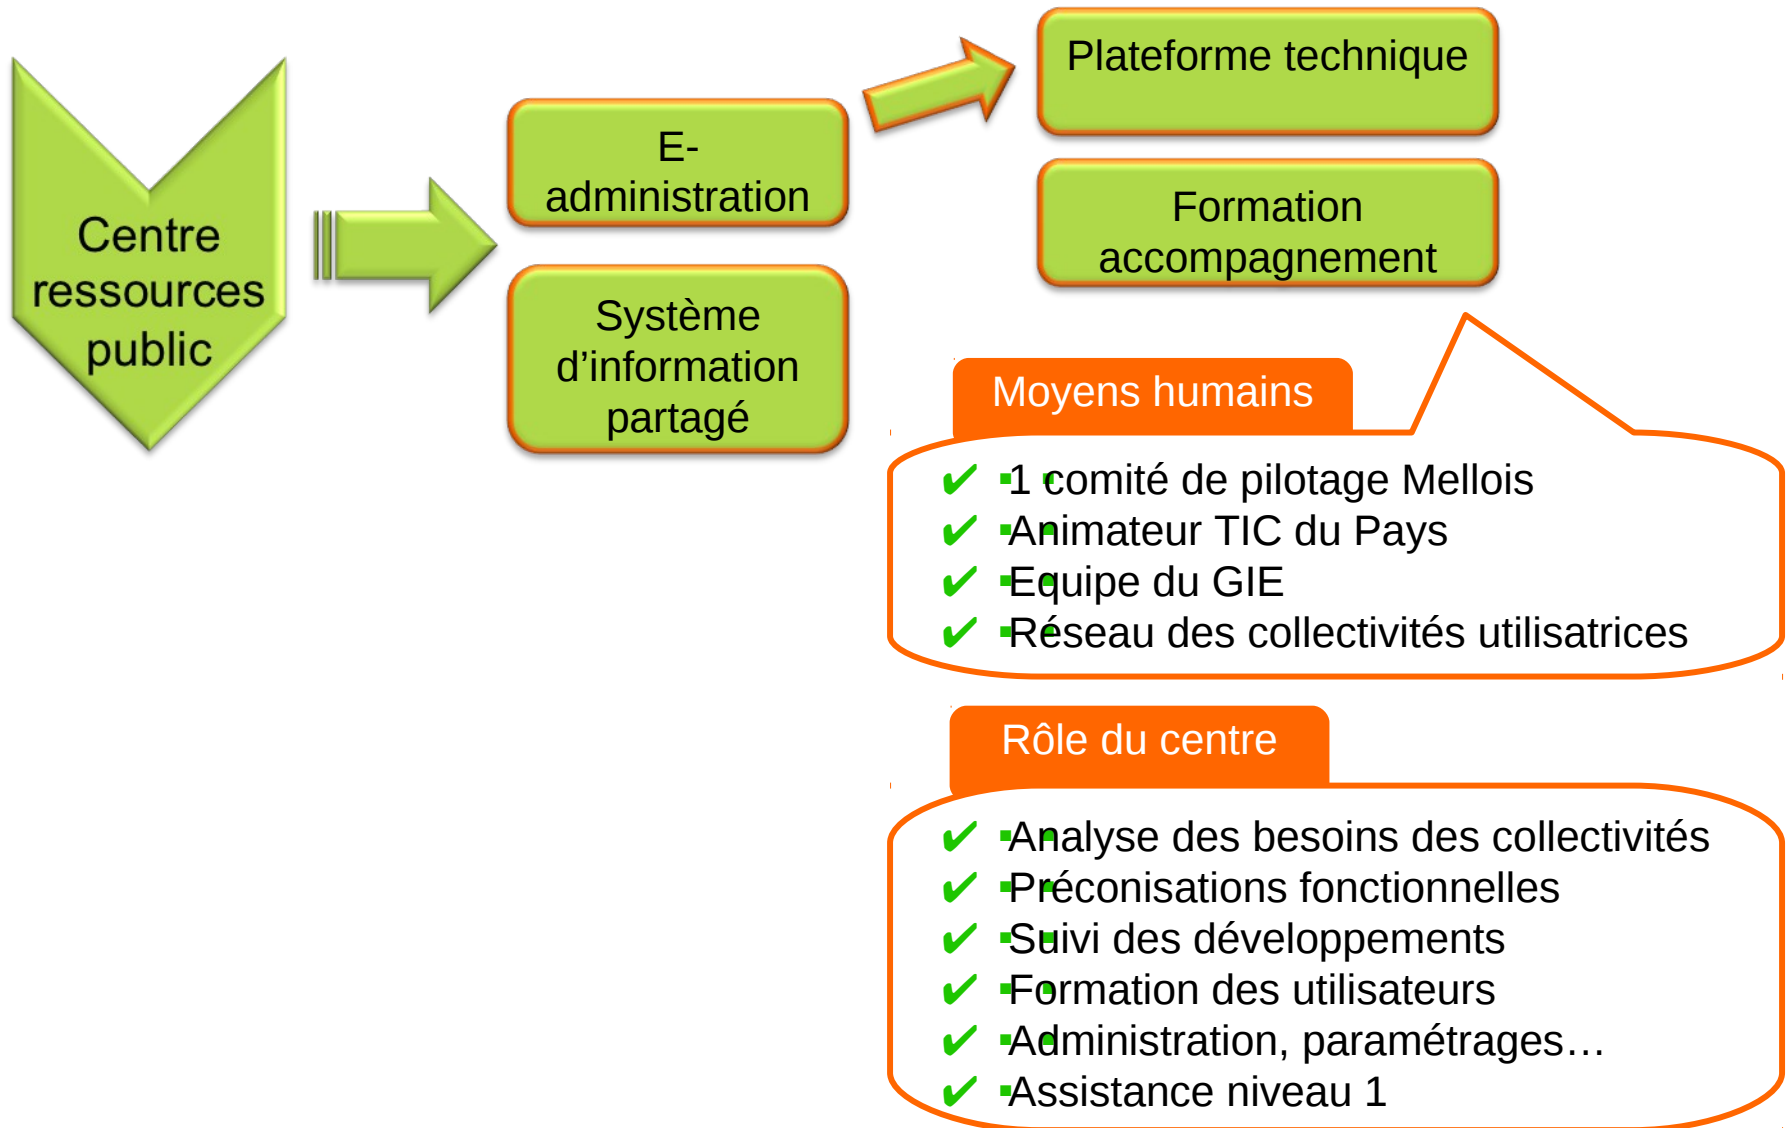 Centre
ressources
public
E-
administration
Système
d’information
partagé
Plateforme technique
Formation
accompagnement
Moyens humains
✔ 1 comité de pilotage Mellois
✔ Animateur TIC du Pays
✔ Equipe du GIE
✔ Réseau des collectivités utilisatrices
Rôle du centre
✔ Analyse des besoins des collectivités
✔ Préconisations fonctionnelles
✔ Suivi des développements
✔ Formation des utilisateurs
✔ Administration, paramétrages…
✔ Assistance niveau 1